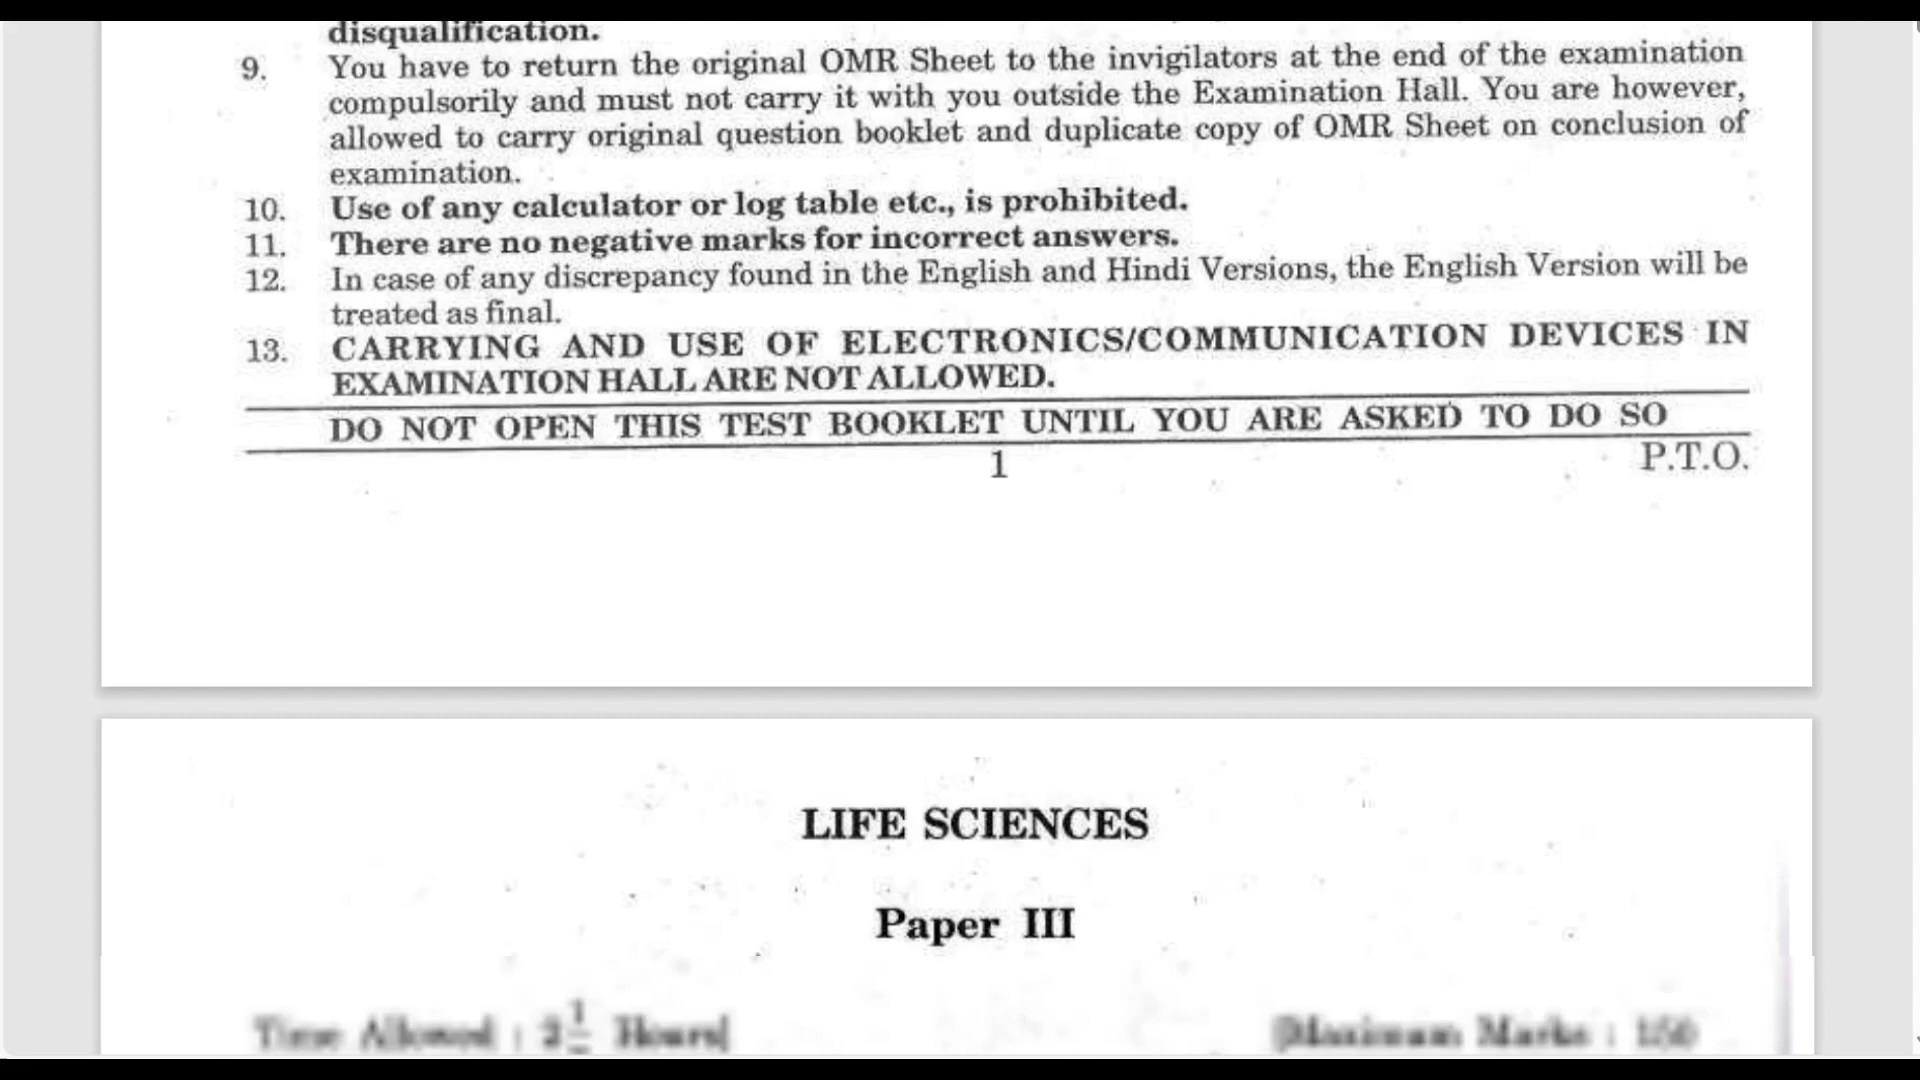 disqualification.
9. You have to return the original OMR Sheet to the invigilators at the end of the examination
compulsorily and must not carry it with you outside the Examination Hall. You are however,
allowed to carry original question booklet and duplicate copy of OMR Sheet on conclusion of
examination.
10. Use of any calculator or log table etc., is prohibited.
11. There are no negative marks for incorrect answers.
12. In case of any discrepancy found in the English and Hindi Versions, the English Version will be
treated as final.
13. CARRYING AND USE OF ELECTRONICS/COMMUNICATION DEVICES IN
EXAMINATION HALL ARE NOT ALLOWED.
DO NOT OPEN THIS TEST BOOKLET UNTIL YOU ARE ASKED TO DO SO
1 P.T.O.
LIFE SCIENCES
Paper III
Time Allowed : Hours] [Maximum Marks : 150